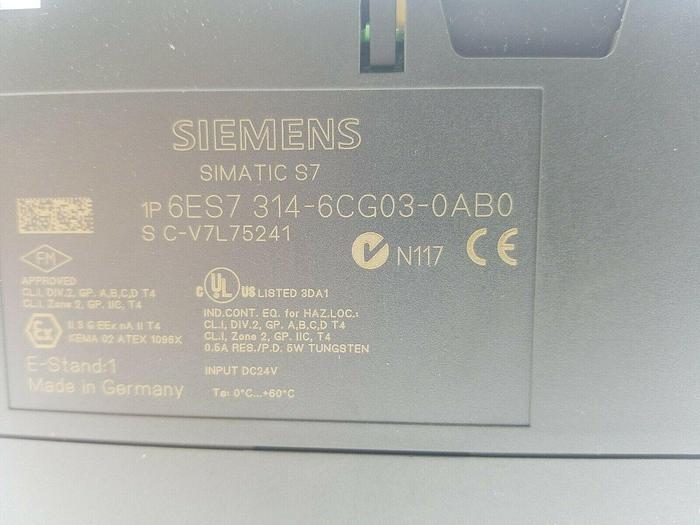 SIEMENS
SIMATIC S7
1P 6ES7 314-6CG03-0AB0
S C-V7L75241
N117 CE
FM
APPROVED
CL.I, DIV.2, GP. A,B,C,D T4
CL.I, Zone 2, GP. IIC, T4
Ex II 3 G EEx nA II T4
KEMA 02 ATEX 1096X
E-Stand:1
Made in Germany
C UL US LISTED 3DA1
IND.CONT. EQ. for HAZ.LOC.:
CL.I, DIV.2, GP. A,B,C,D T4
CL.I, Zone 2, GP. IIC, T4
0.5A RES./P.D. 5W TUNGSTEN
INPUT DC24V
Ta: 0°C...+60°C